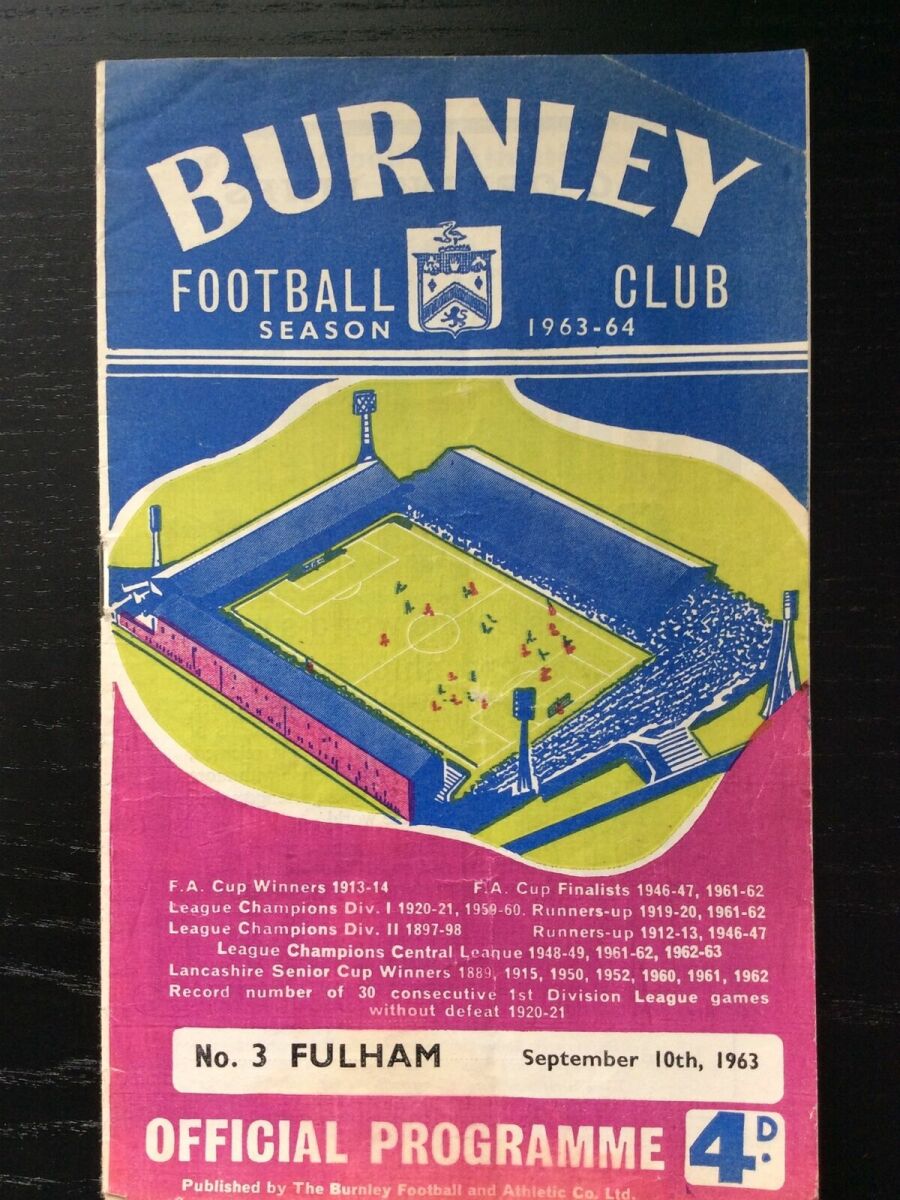 BURNLEY
FOOTBALL CLUB
SEASON 1963-64
F.A. Cup Winners 1913-14 F.A. Cup Finalists 1946-47, 1961-62
League Champions Div. I 1920-21, 1959-60. Runners-up 1919-20, 1961-62
League Champions Div. II 1897-98 Runners-up 1912-13, 1946-47
League Champions Central League 1948-49, 1961-62, 1962-63
Lancashire Senior Cup Winners 1889, 1915, 1950, 1952, 1960, 1961, 1962
Record number of 30 consecutive 1st Division League games
without defeat 1920-21
No. 3 FULHAM September 10th, 1963
OFFICIAL PROGRAMME 4D.
Published by The Burnley Football and Athletic Co. Ltd.